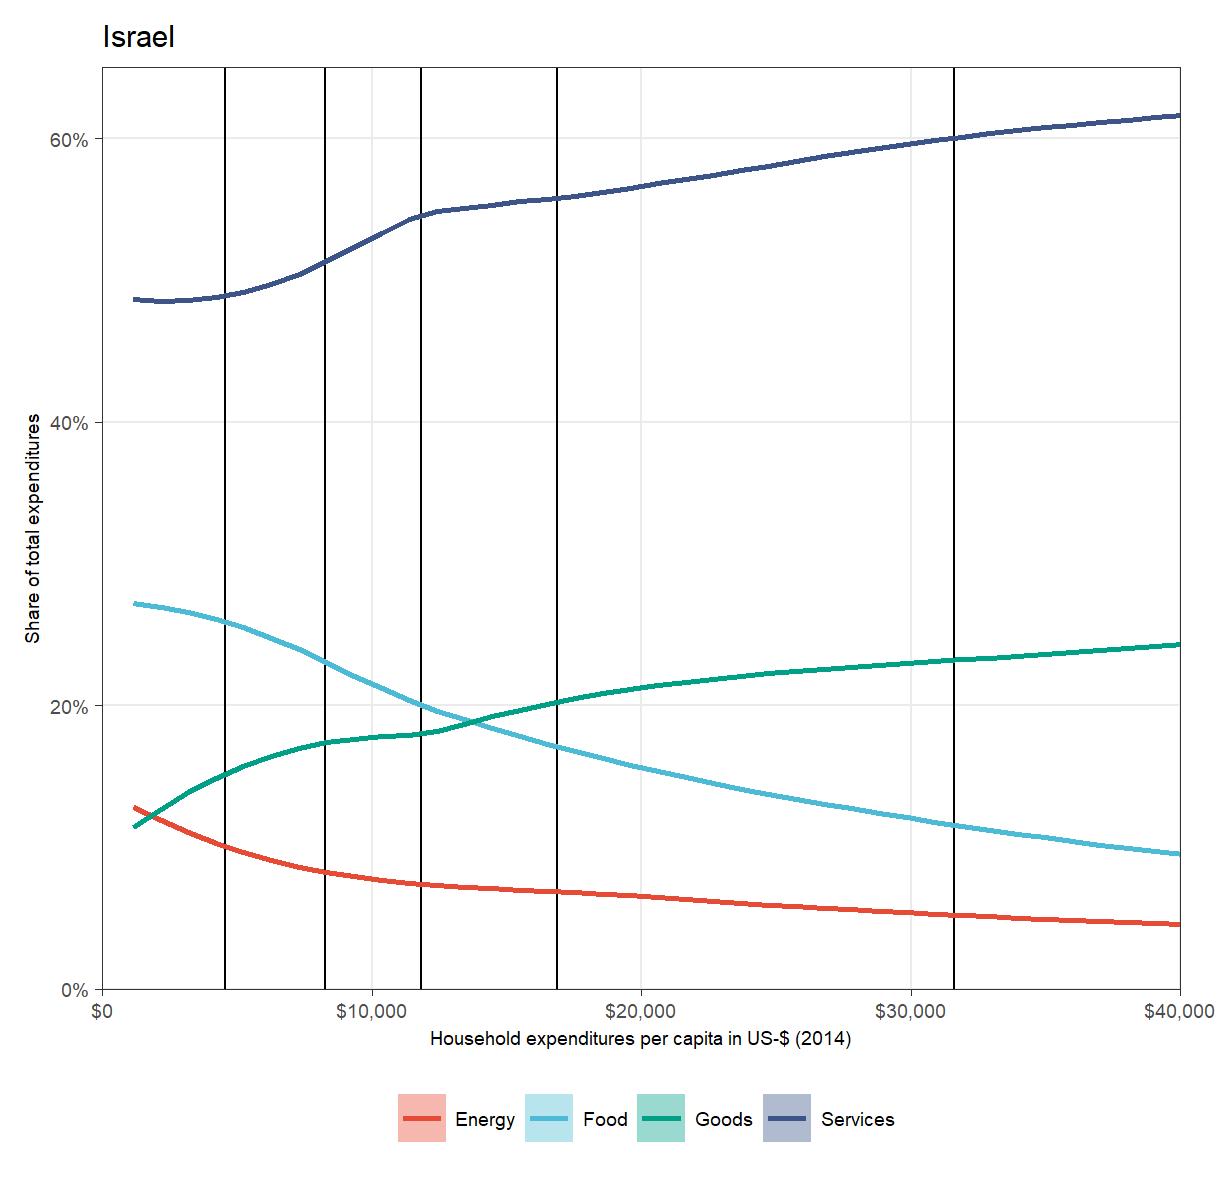 Israel
60%
40%
20%
0%
Share of total expenditures
$0 $10,000 $20,000 $30,000 $40,000
Household expenditures per capita in US-$ (2014)
Energy Food Goods Services